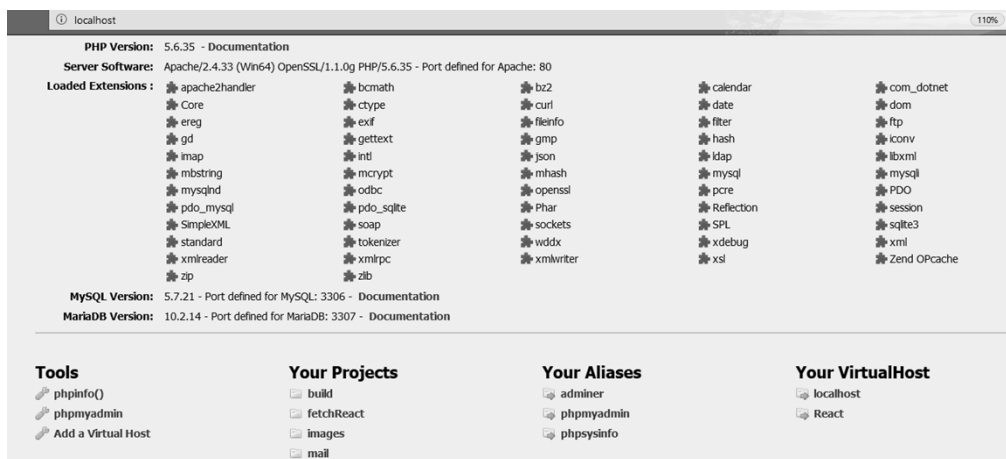 localhost
110%
PHP Version: 5.6.35 - Documentation
Server Software: Apache/2.4.33 (Win64) OpenSSL/1.1.0g PHP/5.6.35 - Port defined for Apache: 80
Loaded Extensions : apache2handler bcmath bz2 calendar com_dotnet
Core ctype curl date dom
ereg exif fileinfo filter ftp
gd gettext gmp hash iconv
imap intl json ldap libxml
mbstring mcrypt mhash mysql mysqli
mysqlnd odbc openssl pcre PDO
pdo_mysql pdo_sqlite Phar Reflection session
SimpleXML soap sockets SPL sqlite3
standard tokenizer wddx xdebug xml
xmlreader xmlrpc xmlwriter xsl Zend OPcache
zip zlib
MySQL Version: 5.7.21 - Port defined for MySQL: 3306 - Documentation
MariaDB Version: 10.2.14 - Port defined for MariaDB: 3307 - Documentation
Tools
phpinfo()
phpmyadmin
Add a Virtual Host
Your Projects
build
fetchReact
images
mail
Your Aliases
adminer
phpmyadmin
phpsysinfo
Your VirtualHost
localhost
React